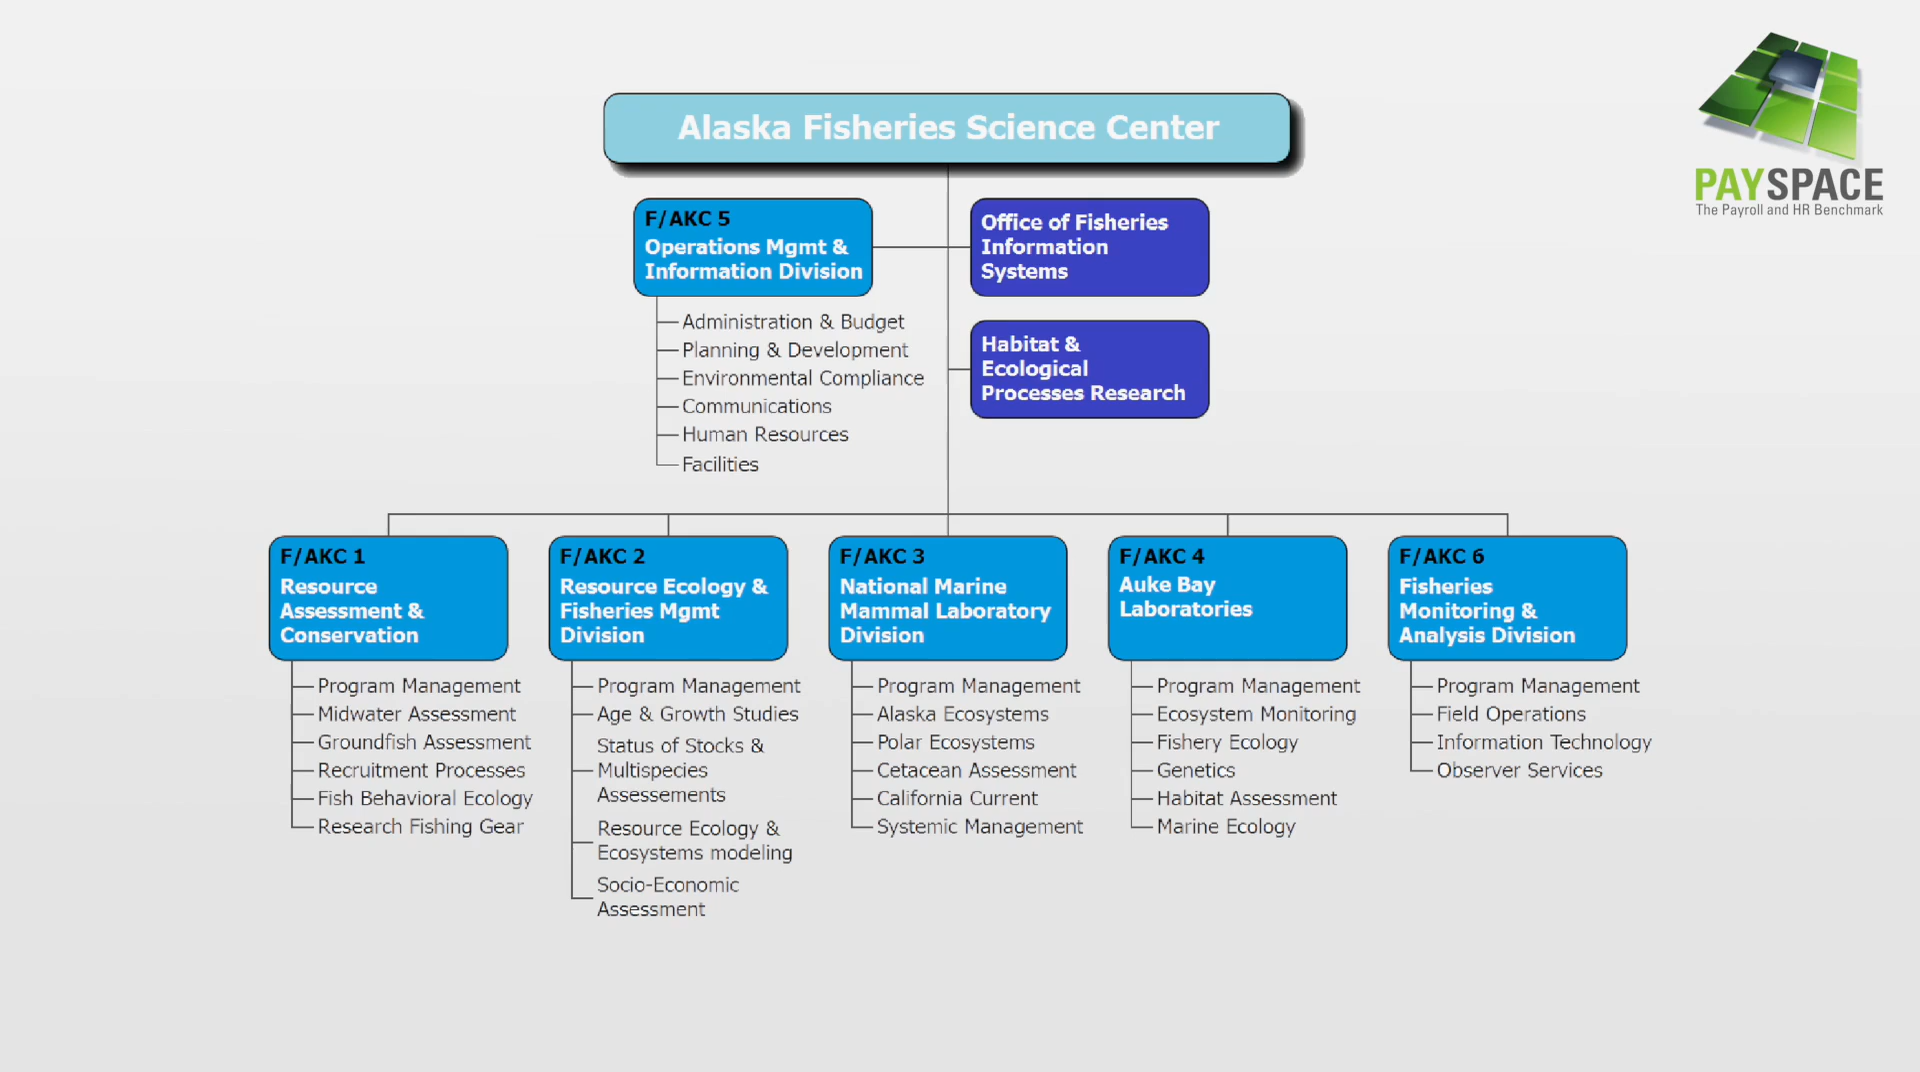 Alaska Fisheries Science Center
PAYSPACE
The Payroll and HR Benchmark
F/AKC 5
Operations Mgmt &
Information Division
Administration & Budget
Planning & Development
Environmental Compliance
Communications
Human Resources
Facilities
Office of Fisheries
Information
Systems
Habitat &
Ecological
Processes Research
F/AKC 1
Resource
Assessment &
Conservation
Program Management
Midwater Assessment
Groundfish Assessment
Recruitment Processes
Fish Behavioral Ecology
Research Fishing Gear
F/AKC 2
Resource Ecology &
Fisheries Mgmt
Division
Program Management
Age & Growth Studies
Status of Stocks &
Multispecies
Assessements
Resource Ecology &
Ecosystems modeling
Socio-Economic
Assessment
F/AKC 3
National Marine
Mammal Laboratory
Division
Program Management
Alaska Ecosystems
Polar Ecosystems
Cetacean Assessment
California Current
Systemic Management
F/AKC 4
Auke Bay
Laboratories
Program Management
Ecosystem Monitoring
Fishery Ecology
Genetics
Habitat Assessment
Marine Ecology
F/AKC 6
Fisheries
Monitoring &
Analysis Division
Program Management
Field Operations
Information Technology
Observer Services